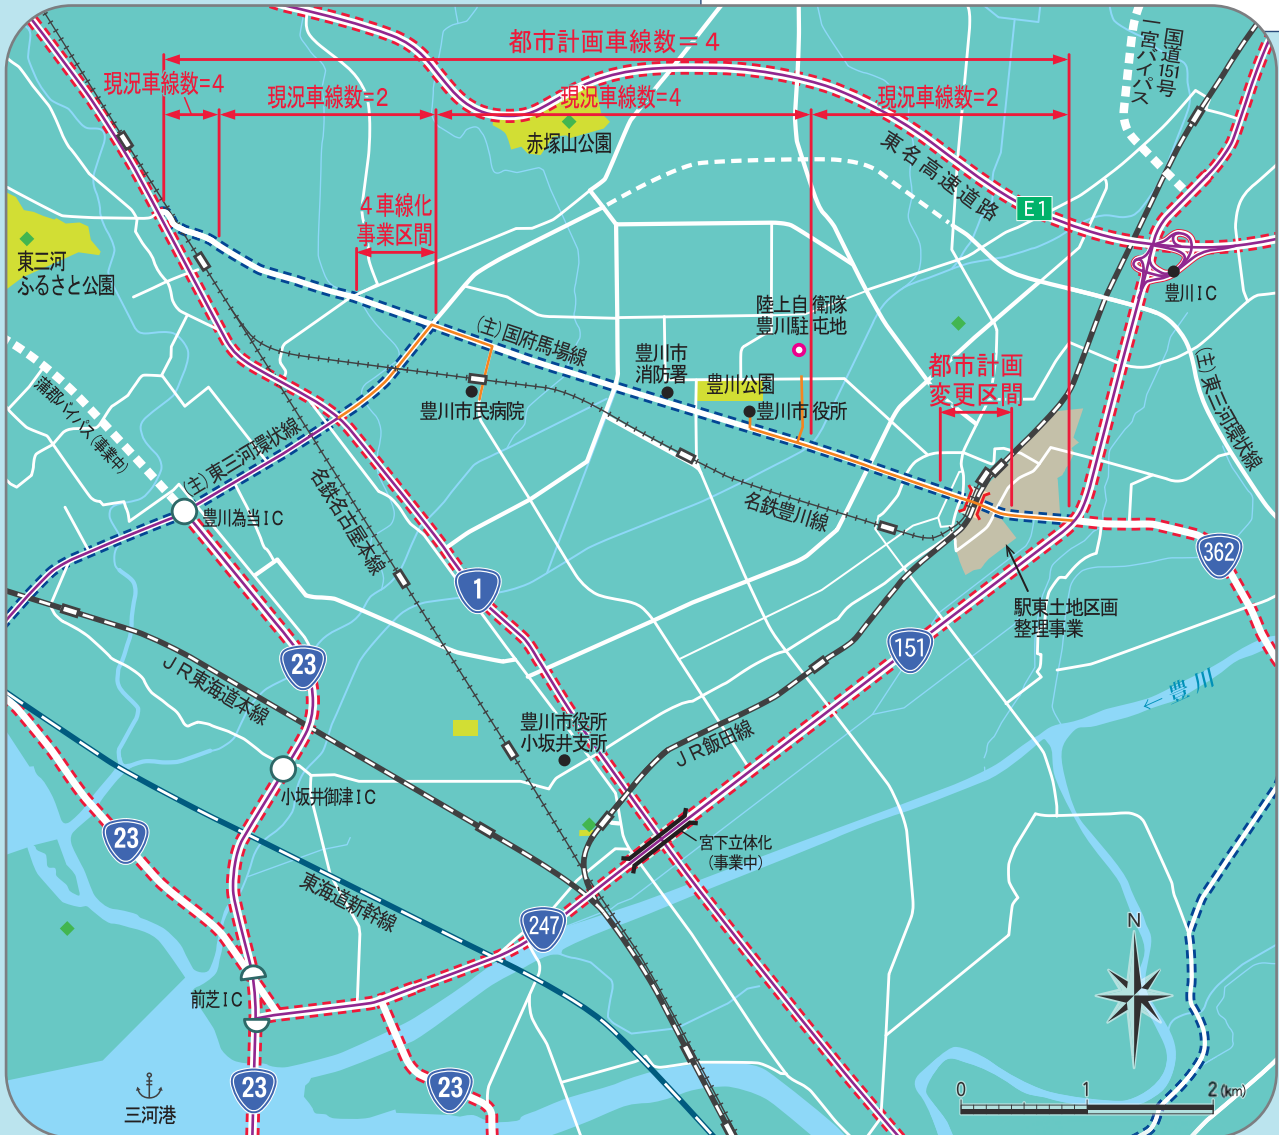 都市計画車線数＝4
現況車線数=4
現況車線数=2
現況車線数=4
現況車線数=2
国道151号
一宮バイパス
赤塚山公園
東名高速道路
E1
4車線化
事業区間
東三河
ふるさと公園
豊川IC
陸上自衛隊
豊川駐屯地
(主)国府馬場線
豊川市
消防署
豊川公園
都市計画
変更区間
(主)東三河環状線
蒲郡バイパス(事業中)
豊川市民病院
豊川市役所
(主)東三河環状線
名鉄名古屋本線
名鉄豊川線
豊川為当IC
362
1
駅東土地区画
整理事業
151
23
JR東海道本線
←豊川
豊川市役所
小坂井支所
JR飯田線
小坂井御津IC
23
宮下立体化
(事業中)
東海道新幹線
247
N
前芝IC
23
23
三河港
0 1 2(km)